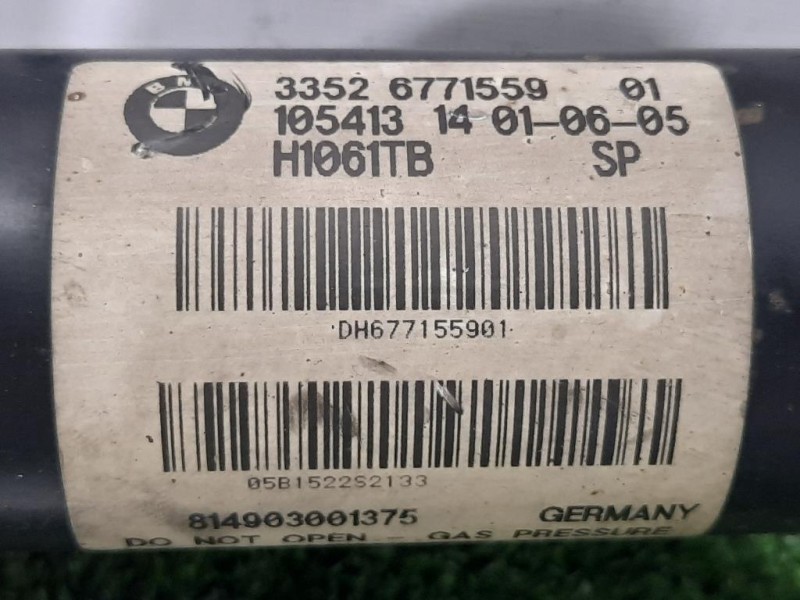 3352 6771559 01
105413 14 01-06-05
H1061TB SP
DH677155901
05B1522S2133
814903001375 GERMANY
DO NOT OPEN - GAS PRESSURE